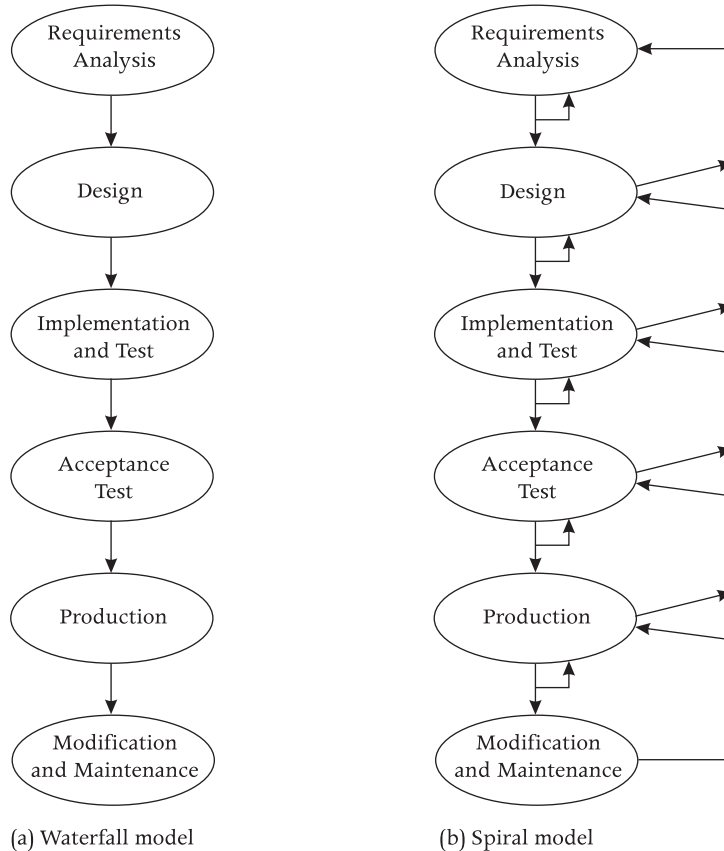 Requirements
Analysis
Design
Implementation
and Test
Acceptance
Test
Production
Modification
and Maintenance
(a) Waterfall model
Requirements
Analysis
Design
Implementation
and Test
Acceptance
Test
Production
Modification
and Maintenance
(b) Spiral model